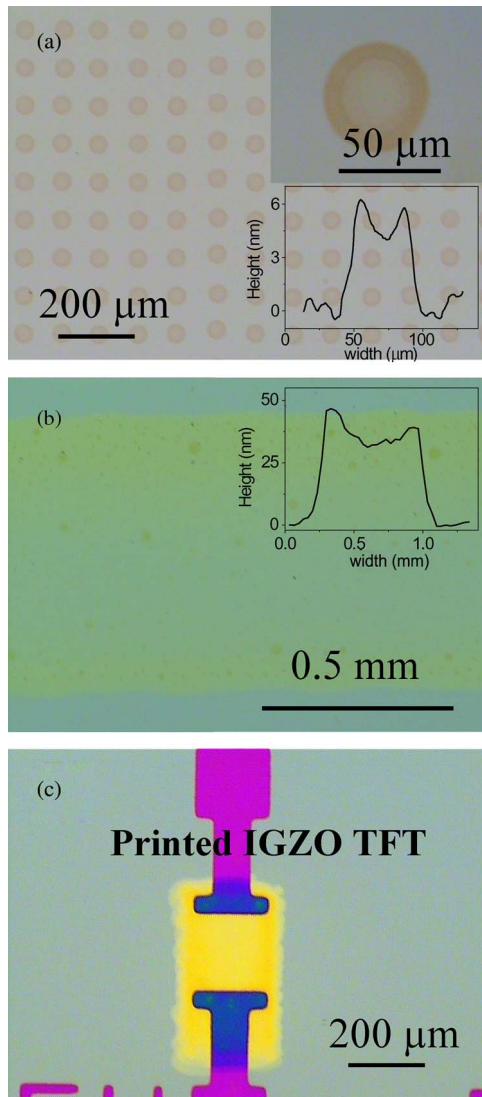 (a)
50 μm
200 μm
Height (nm)
6
3
0
0
50
100
width (μm)
(b)
Height (nm)
50
25
0
0.0
0.5
1.0
width (mm)
0.5 mm
(c)
Printed IGZO TFT
200 μm